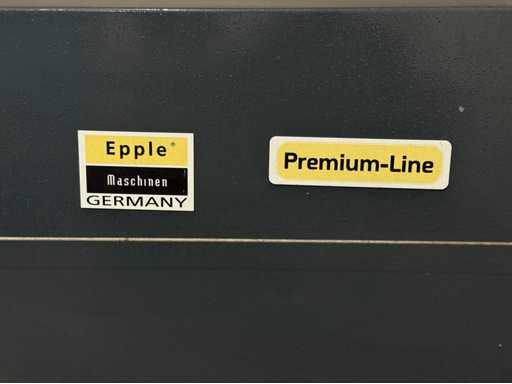 Epple®
Maschinen
GERMANY
Premium-Line